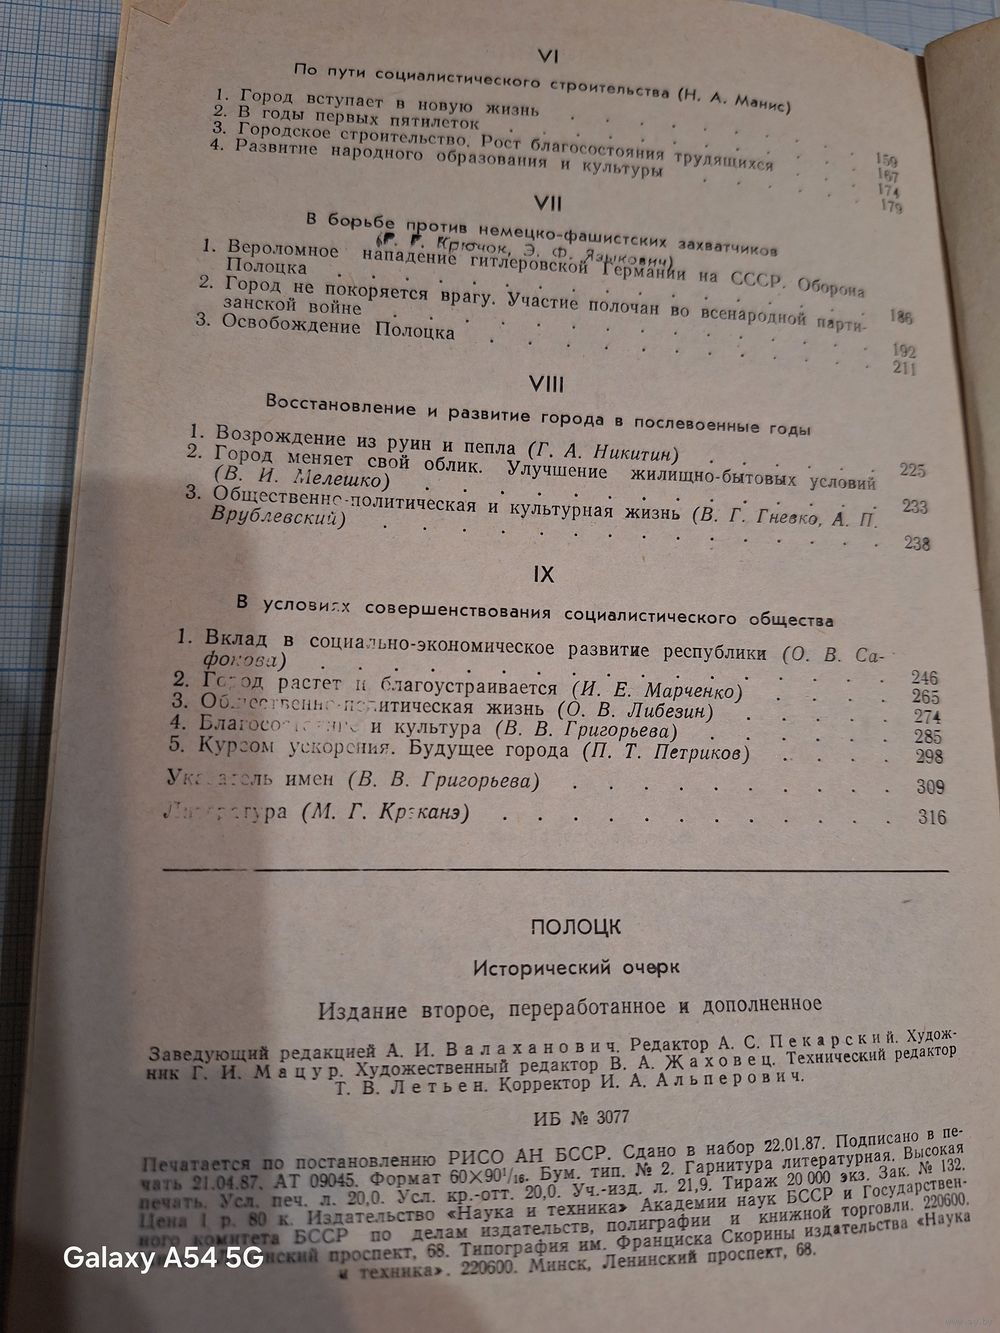 VI
По пути социалистического строительства (Н. А. Манис)
1. Город вступает в новую жизнь . . . . . . . 159
2. В годы первых пятилеток . . . . . . . . 167
3. Городское строительство. Рост благосостояния трудящихся . . 174
4. Развитие народного образования и культуры . . . . . 179
VII
В борьбе против немецко-фашистских захватчиков
(Г. Г. Крючок, Э. Ф. Языкович)
1. Вероломное нападение гитлеровской Германии на СССР. Оборона
Полоцка . . . . . . . . . . . . . 186
2. Город не покоряется врагу. Участие полочан во всенародной парти-
занской войне . . . . . . . . . . . 192
3. Освобождение Полоцка . . . . . . . . . 211
VIII
Восстановление и развитие города в послевоенные годы
1. Возрождение из руин и пепла (Г. А. Никитин) . . . . . 225
2. Город меняет свой облик. Улучшение жилищно-бытовых условий
(В. И. Мелешко) . . . . . . . . . . . 233
3. Общественно-политическая и культурная жизнь (В. Г. Гневко, А. П.
Врублевский) . . . . . . . . . . . . 238
IX
В условиях совершенствования социалистического общества
1. Вклад в социально-экономическое развитие республики (О. В. Са-
фокова) . . . . . . . . . . . . . 246
2. Город растет и благоустраивается (И. Е. Марченко) . . . . 265
3. Общественно-политическая жизнь (О. В. Либезин) . . . . 274
4. Благосостояние и культура (В. В. Григорьева) . . . . . 285
5. Курсом ускорения. Будущее города (П. Т. Петриков) . . . . 298
Указатель имен (В. В. Григорьева) . . . . . . . . 309
Литература (М. Г. ) . . . . . . . . . . 316
ПОЛОЦК
Исторический очерк
Издание второе, переработанное и дополненное
Заведующий редакцией А. И. Валаханович. Редактор А. С. Пекарский. Худож-
ник Г. И. Мацур. Художественный редактор В. А. Жаховец. Технический редактор
Т. В. Летьен. Корректор И. А. Альперович.
ИБ № 3077
Печатается по постановлению РИСО АН БССР. Сдано в набор 22.01.87. Подписано в пе-
чать 21.04.87. АТ 09045. Формат 60×90¹/₁₆. Бум. тип. № 2. Гарнитура литературная. Высокая
печать. Усл. печ. л. 20,0. Усл. кр.-отт. 20,0. Уч.-изд. л. 21,9. Тираж 20 000 экз. Зак. № 132.
Цена 1 р. 80 к. Издательство «Наука и техника» Академии наук БССР и Государствен-
ного комитета БССР по делам издательств, полиграфии и книжной торговли. 220600.
проспект, 68. Типография им. Франциска Скорины издательства «Наука
и техника». 220600. Минск, Ленинский проспект, 68.
Galaxy A54 5G